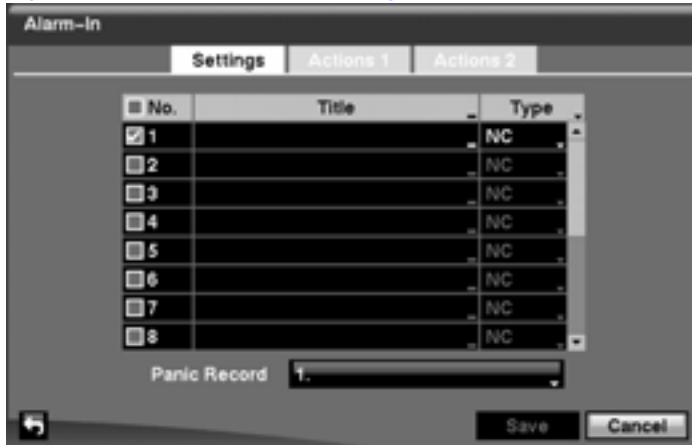 Alarm-In
Settings Actions 1 Actions 2
No. Title Type
1 NC
2 NC
3 NC
4 NC
5 NC
6 NC
7 NC
8 NC
Panic Record 1.
Save Cancel